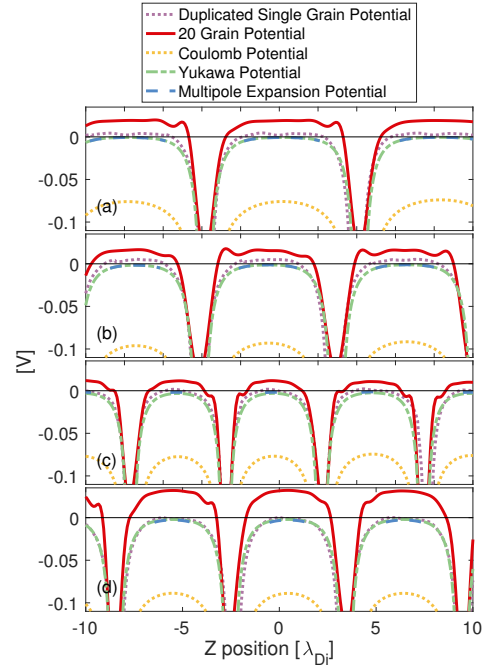 Duplicated Single Grain Potential
20 Grain Potential
Coulomb Potential
Yukawa Potential
Multipole Expansion Potential
0
-0.05
-0.1
(a)
0
-0.05
-0.1
(b)
[V]
0
-0.05
-0.1
(c)
0
-0.05
-0.1
(d)
-10 -5 0 5 10
Z position [λDi]